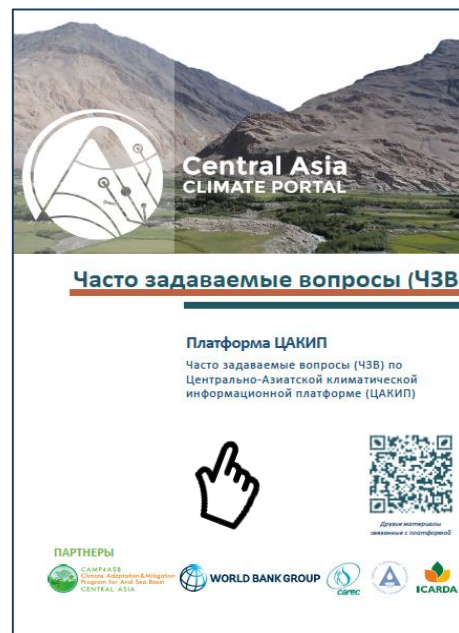 Central Asia
CLIMATE PORTAL
Часто задаваемые вопросы (ЧЗВ
Платформа ЦАКИП
Часто задаваемые вопросы (ЧЗВ) по
Центрально-Азиатской климатической
информационной платформе (ЦАКИП)
Другие материалы
связанные с платформой
ПАРТНЕРЫ
CAMP4ASB
Climate Adaptation & Mitigation
Program for Aral Sea Basin
CENTRAL ASIA
WORLD BANK GROUP
carec
ICARDA